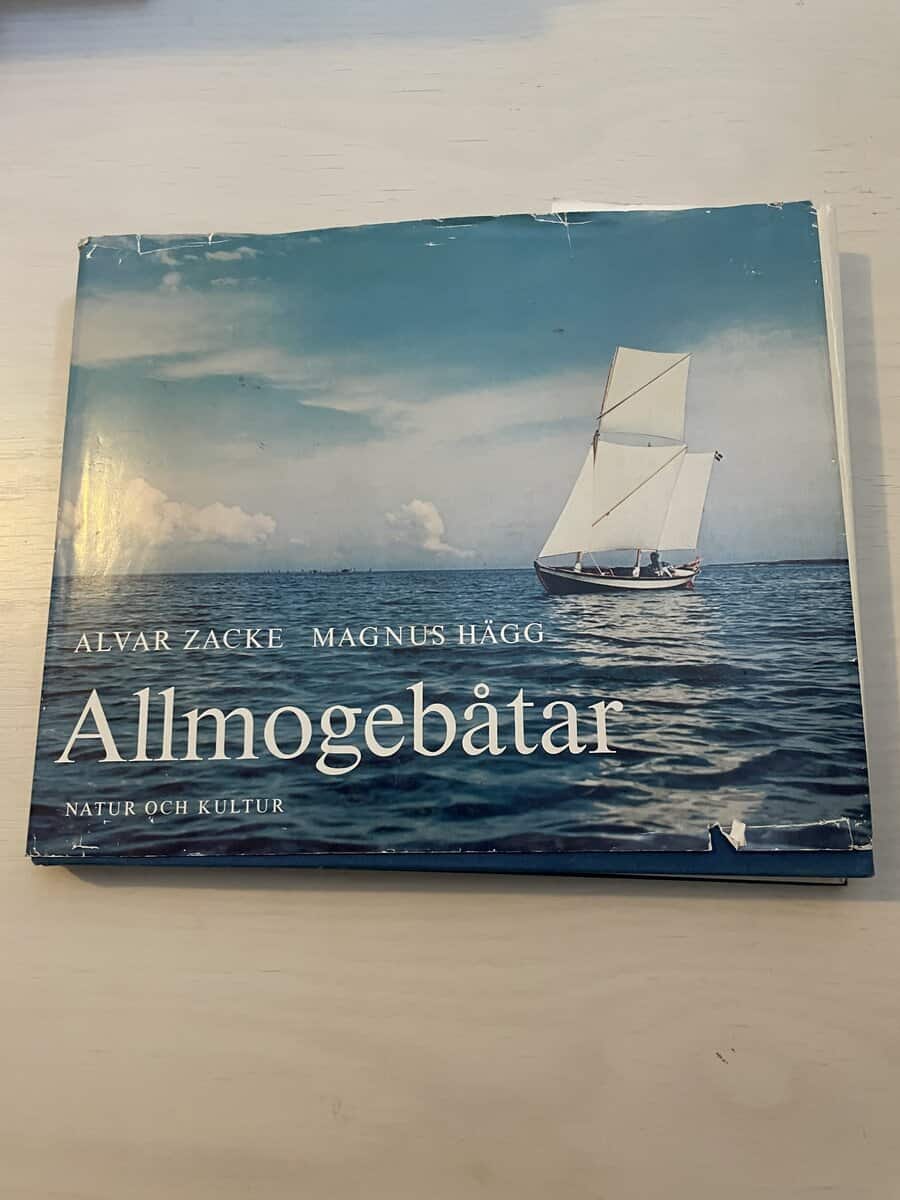 ALVAR ZACKE MAGNUS HÄGG
Allmogebåtar
NATUR OCH KULTUR